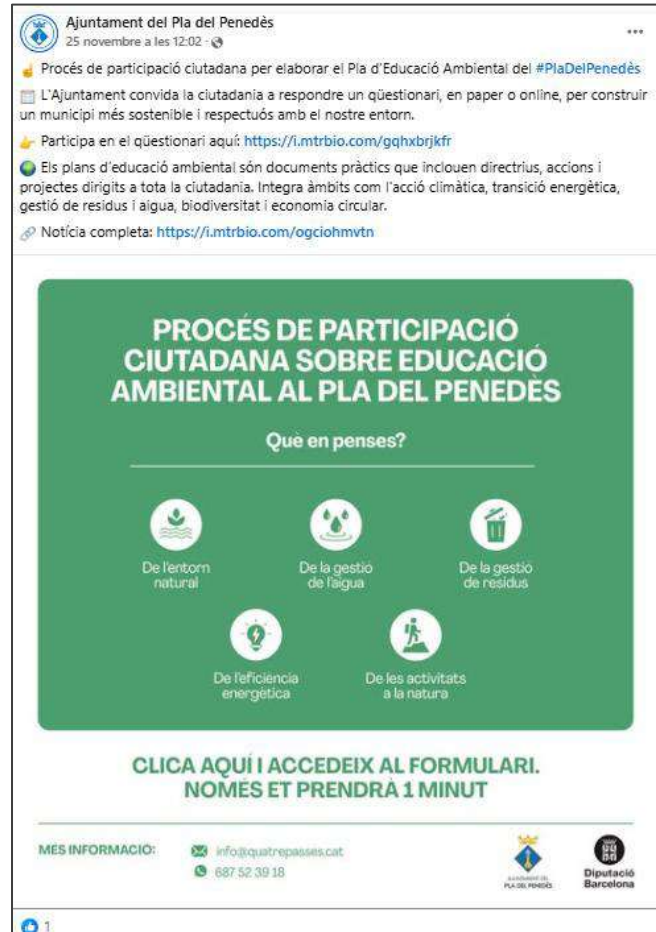 Ajuntament del Pla del Penedès
25 novembre a les 12:02 ·
Procés de participació ciutadana per elaborar el Pla d'Educació Ambiental del #PlaDelPenedès
L'Ajuntament convida la ciutadania a respondre un qüestionari, en paper o online, per construir
un municipi més sostenible i respectuós amb el nostre entorn.
Participa en el qüestionari aquí: https://i.mtrbio.com/gqhxbrjkfr
Els plans d'educació ambiental són documents pràctics que inclouen directrius, accions i
projectes dirigits a tota la ciutadania. Integra àmbits com l'acció climàtica, transició energètica,
gestió de residus i aigua, biodiversitat i economia circular.
Notícia completa: https://i.mtrbio.com/ogciohmvtn
PROCÉS DE PARTICIPACIÓ
CIUTADANA SOBRE EDUCACIÓ
AMBIENTAL AL PLA DEL PENEDÈS
Què en penses?
De l'entorn
natural
De la gestió
de l'aigua
De la gestió
de residus
De l'eficiència
energètica
De les activitats
a la natura
CLICA AQUÍ I ACCEDEIX AL FORMULARI.
NOMÉS ET PRENDRÀ 1 MINUT
MÉS INFORMACIÓ:
info@quatrepasses.cat
687 52 39 18
AJUNTAMENT DEL
PLA DEL PENEDÈS
Diputació
Barcelona
1